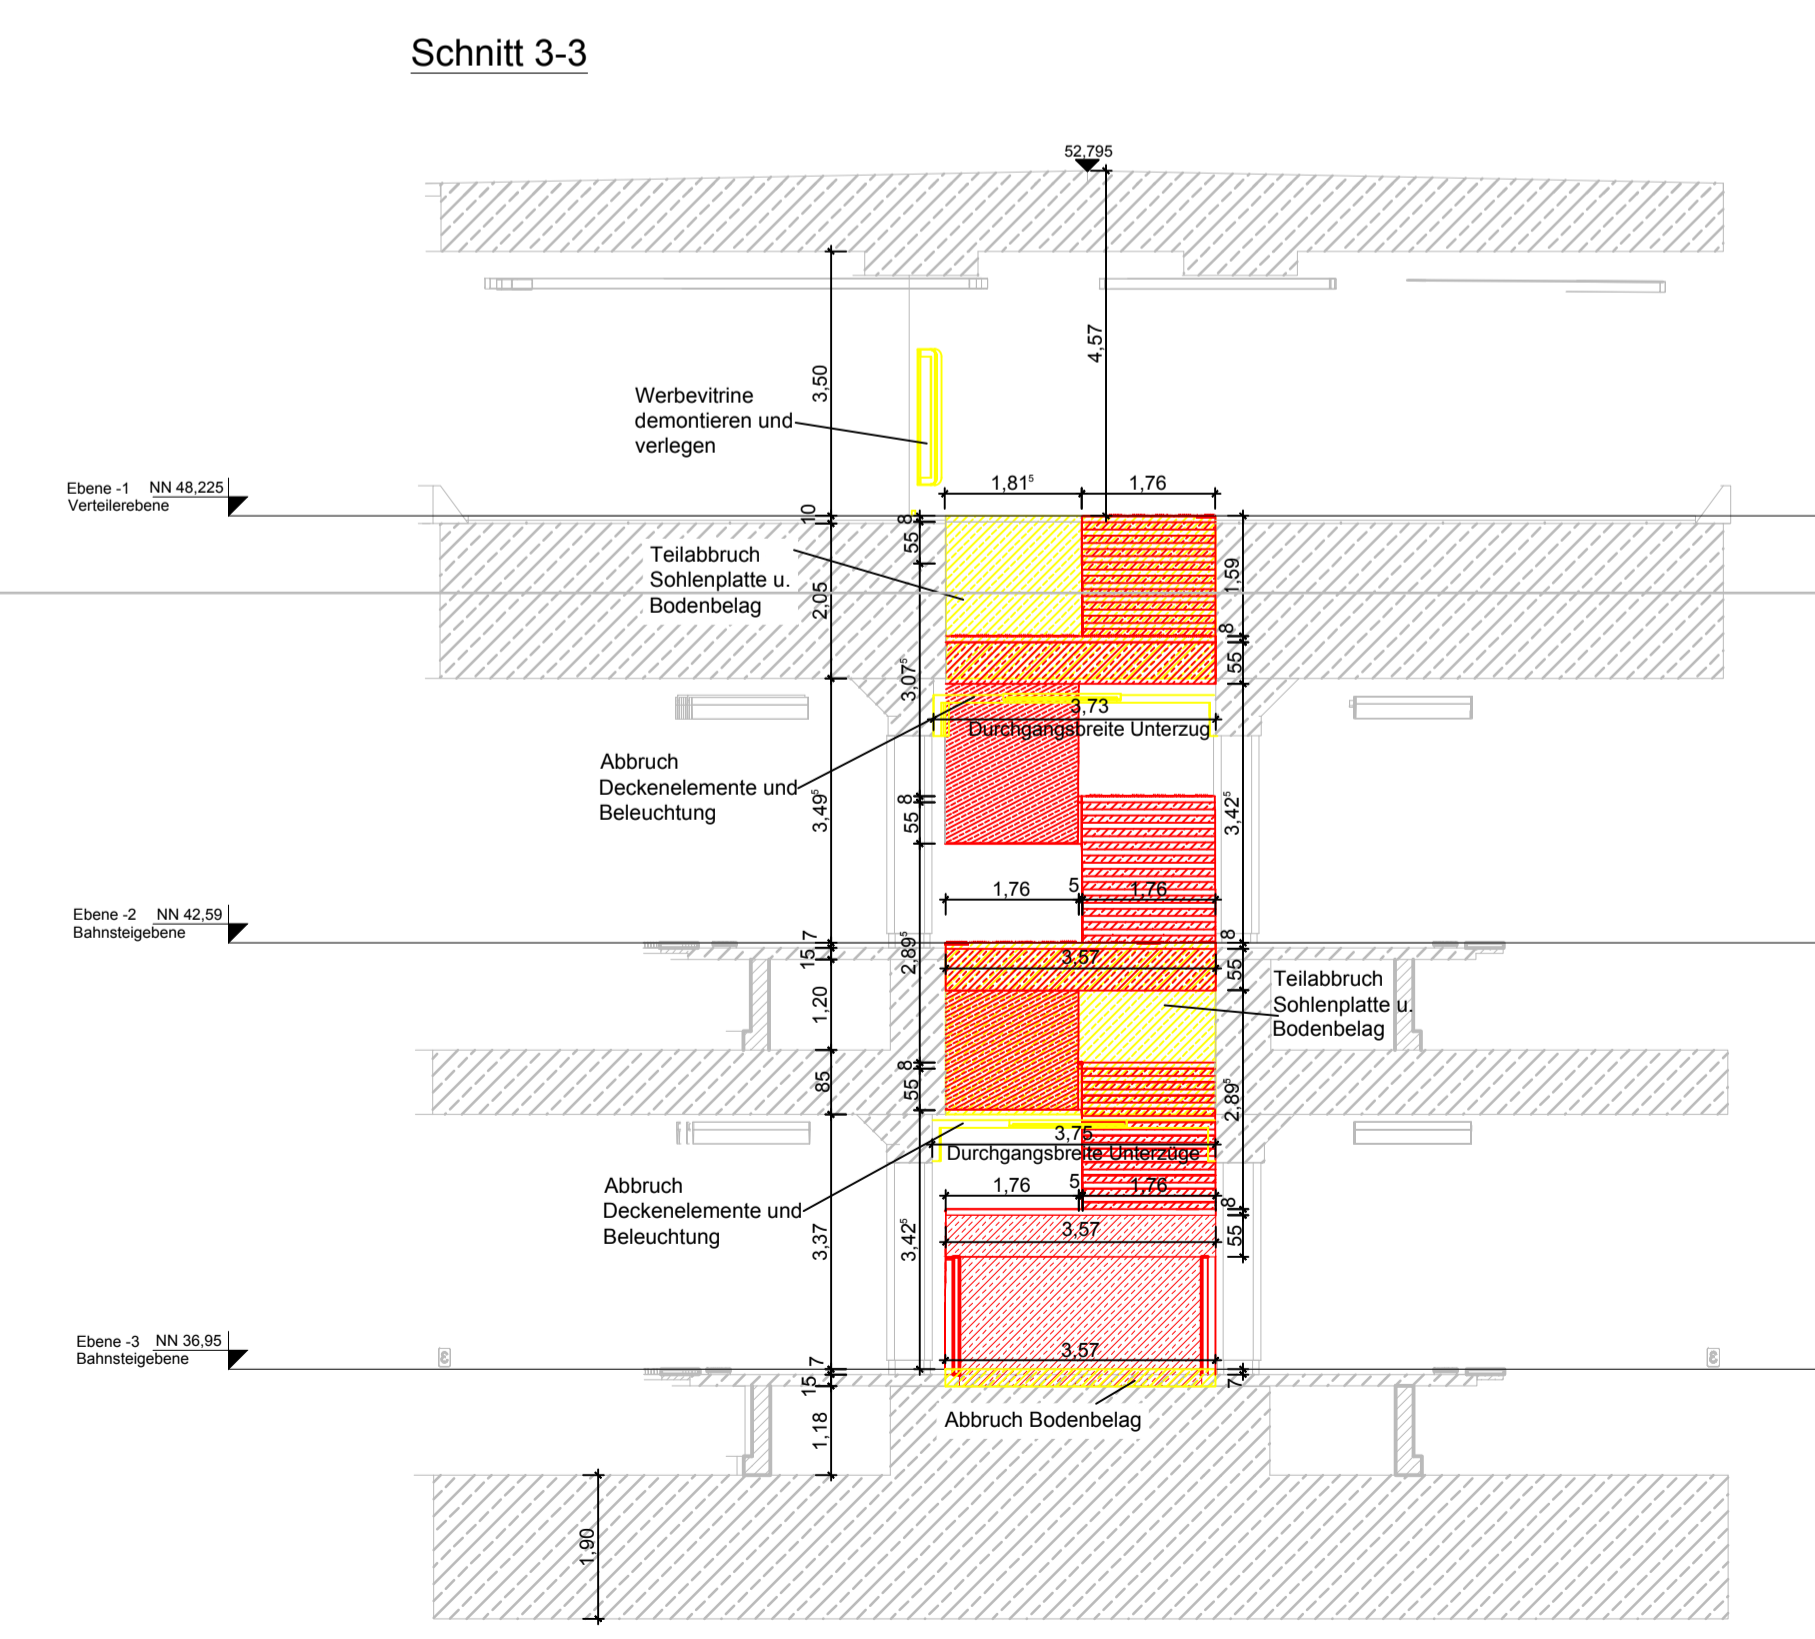 Schnitt 3-3
52,795
4,57
3,50
Werbevitrine
demontieren und
verlegen
Ebene -1 NN 48,225
Verteilerebene
1,81⁵
1,76
10
8
55
1,59
Teilabbruch
Sohlenplatte u.
Bodenbelag
2,05
8
55
3,07⁵
3,73
Durchgangsbreite Unterzug
Abbruch
Deckenelemente und
Beleuchtung
3,49⁵
8
55
3,42⁵
1,76
5
1,76
Ebene -2 NN 42,59
Bahnsteigebene
7
15
2,89⁵
8
3,57
55
Teilabbruch
Sohlenplatte u.
Bodenbelag
1,20
85
8
55
2,89⁵
3,75
Durchgangsbreite Unterzüge
Abbruch
Deckenelemente und
Beleuchtung
1,76
5
1,76
8
3,57
55
3,37
3,42⁵
Ebene -3 NN 36,95
Bahnsteigebene
3
3,57
3
7
15
7
Abbruch Bodenbelag
1,18
1,90